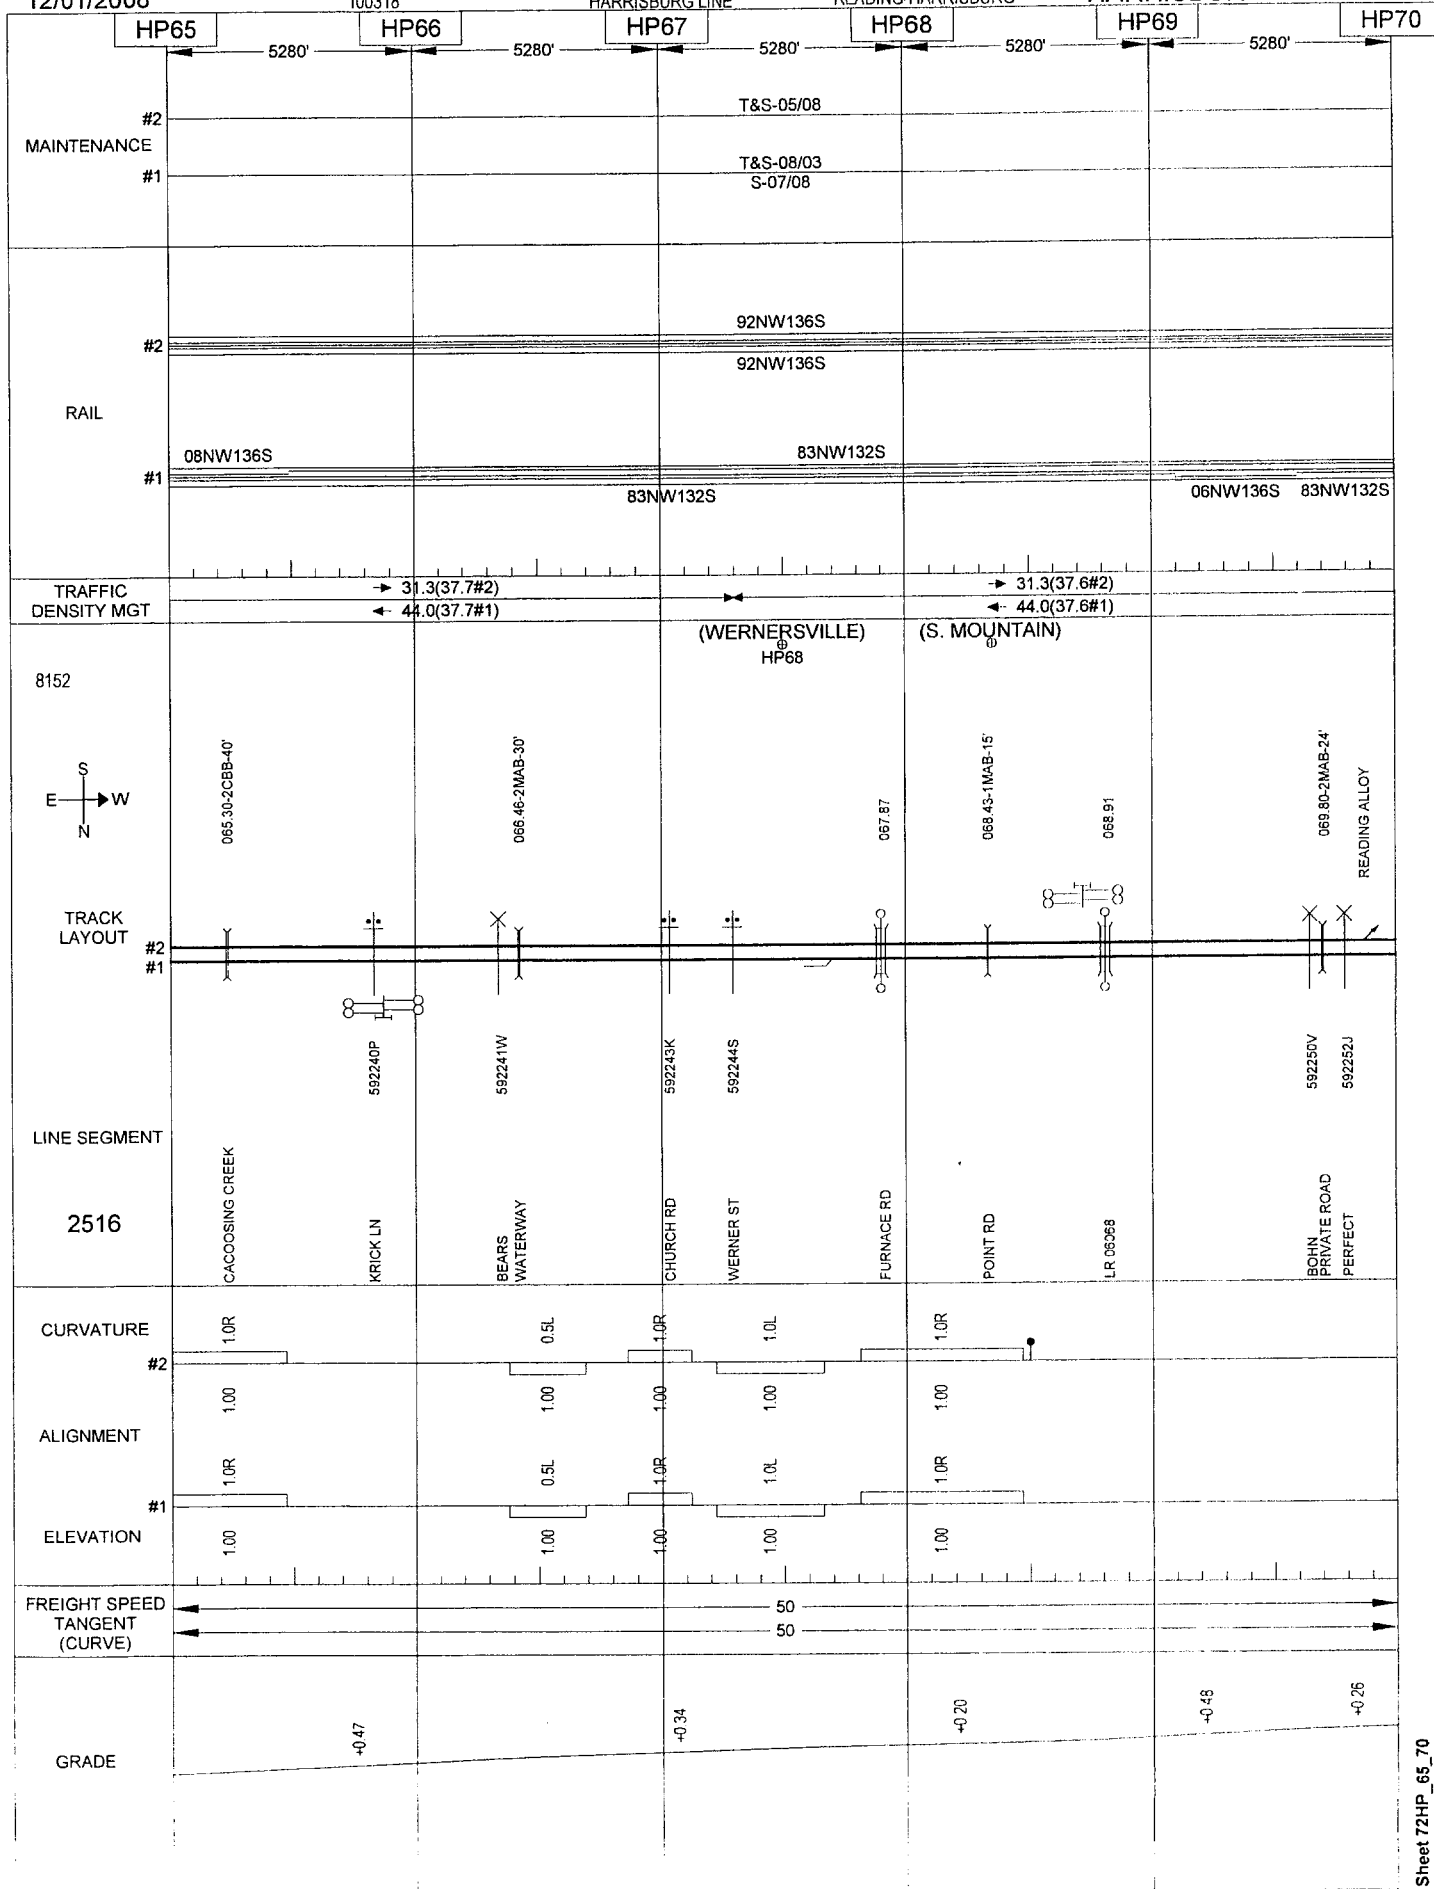 12/01/2008 100318 HARRISBURG LINE
HP65 HP66 HP67 HP68 HP69 HP70
5280' 5280' 5280' 5280' 5280'
MAINTENANCE
#2 T&S-05/08
#1 T&S-08/03
S-07/08
RAIL
92NW136S
#2
92NW136S
08NW136S 83NW132S
#1
83NW132S 06NW136S 83NW132S
TRAFFIC
DENSITY MGT
31.3(37.7#2) 31.3(37.6#2)
44.0(37.7#1) 44.0(37.6#1)
(WERNERSVILLE) (S. MOUNTAIN)
HP68
8152
S
E W
N
065.30-2CBB-40'
066.46-2MAB-30'
067.87
068.43-1MAB-15'
068.91
069.80-2MAB-24'
READING ALLOY
TRACK
LAYOUT
#2
#1
592240P
592241W
592243K
592244S
592250V
592252J
LINE SEGMENT
2516
CACOOSING CREEK
KRICK LN
BEARS
WATERWAY
CHURCH RD
WERNER ST
FURNACE RD
POINT RD
LR 06068
BOHN
PRIVATE ROAD
PERFECT
CURVATURE
1.0R 0.5L 1.0R 1.0L 1.0R
#2
1.00 1.00 1.00 1.00 1.00
ALIGNMENT
1.0R 0.5L 1.0R 1.0L 1.0R
#1
ELEVATION
1.00 1.00 1.00 1.00 1.00
FREIGHT SPEED
TANGENT
(CURVE)
50
50
GRADE
+0.47 +0.34 +0.20 +0.48 +0.26
Sheet 72HP_65_70